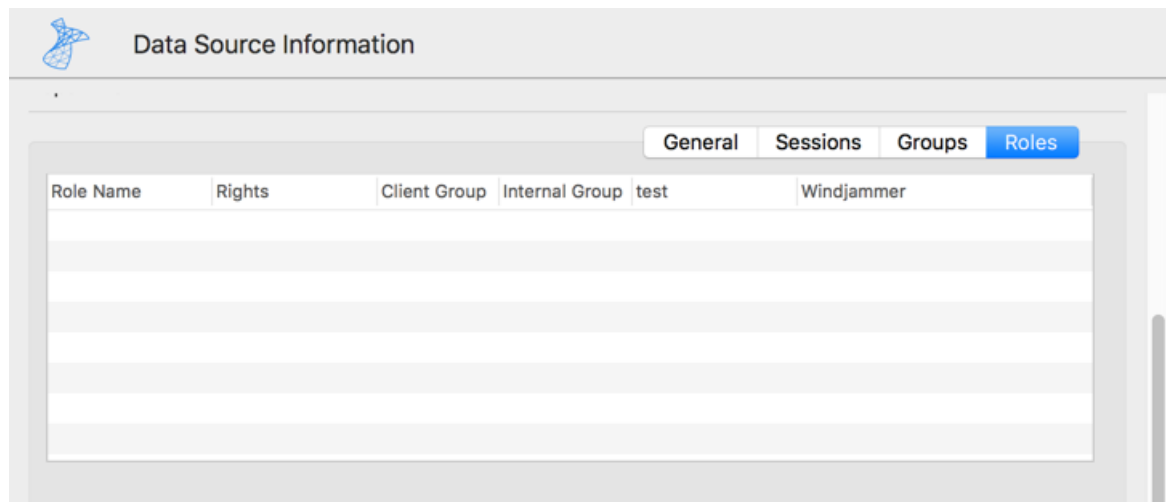 Data Source Information
General Sessions Groups Roles
Role Name Rights Client Group Internal Group test Windjammer